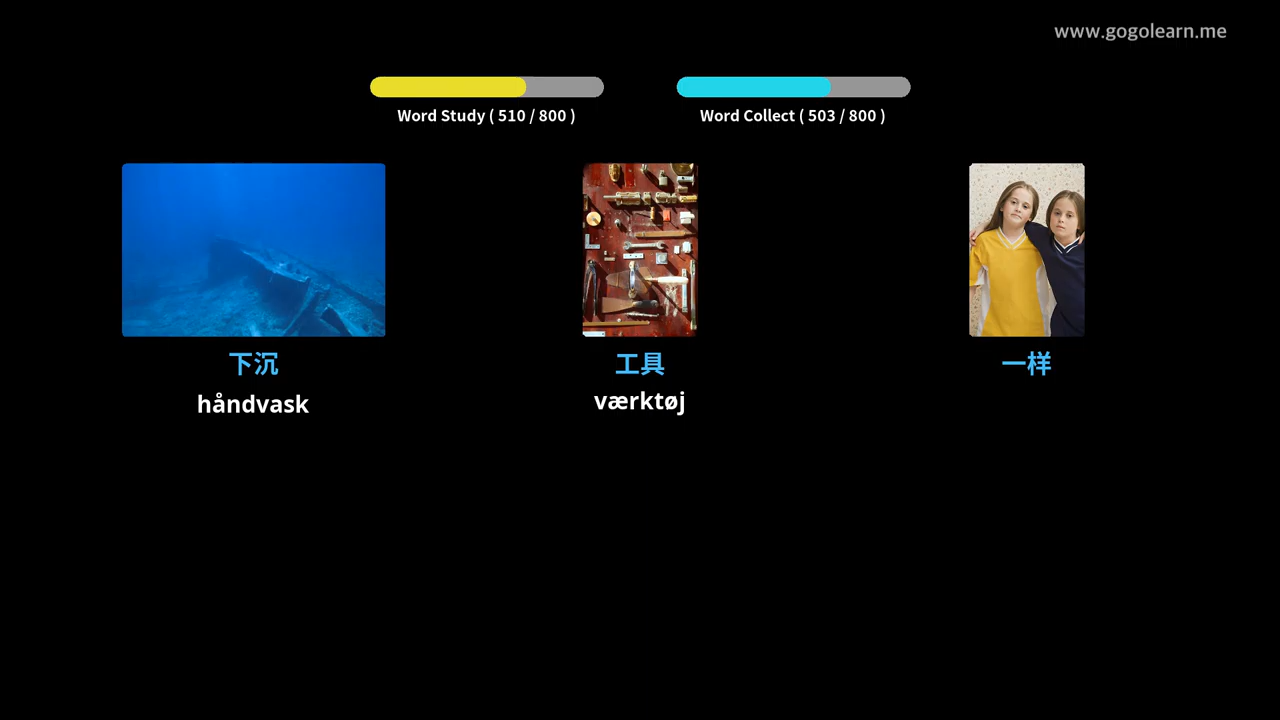 www.gogolearn.me
Word Study ( 510 / 800 )
Word Collect ( 503 / 800 )
下沉
工具
一样
håndvask
værktøj